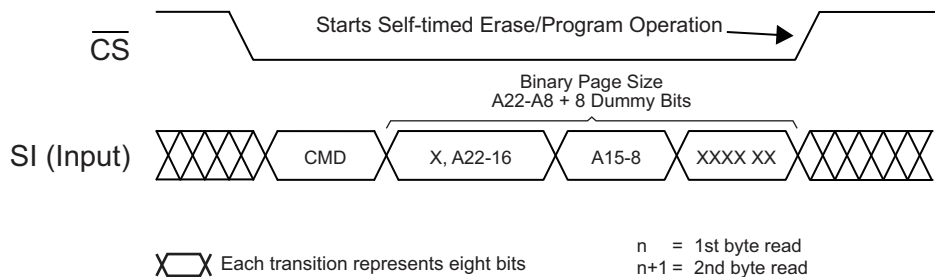 Starts Self-timed Erase/Program Operation
CS
Binary Page Size
A22-A8 + 8 Dummy Bits
SI (Input)
CMD
X, A22-16
A15-8
XXXX XX
Each transition represents eight bits
n = 1st byte read
n+1 = 2nd byte read